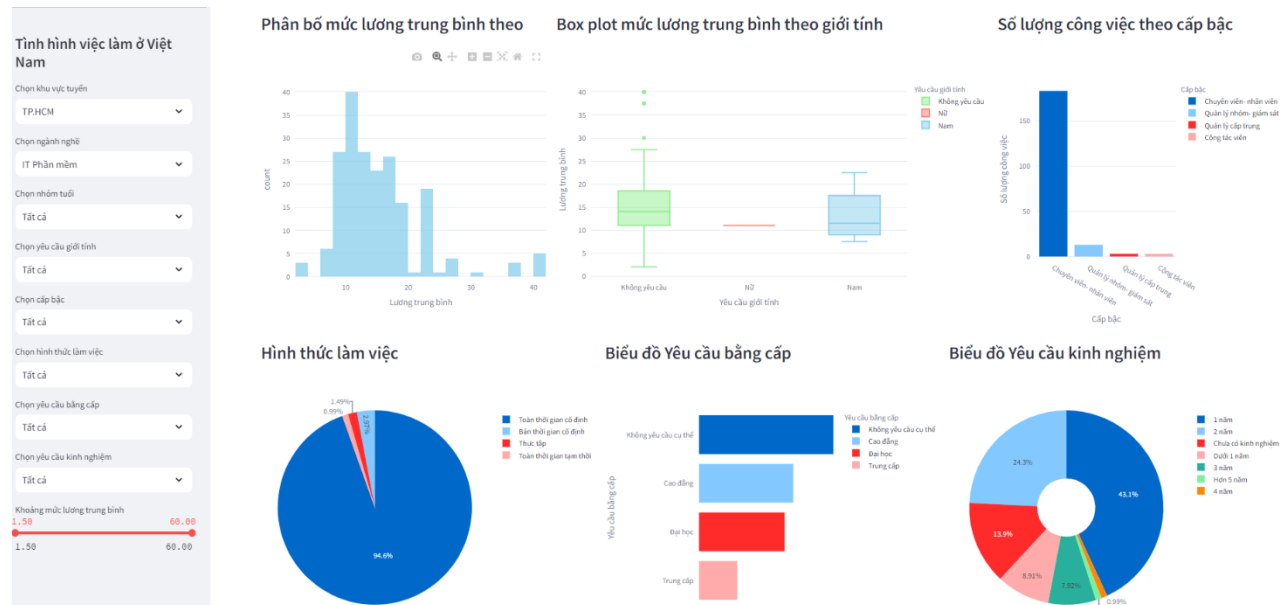 Tình hình việc làm ở Việt
Nam
Chọn khu vực tuyển
TP.HCM
Chọn ngành nghề
IT Phần mềm
Chọn nhóm tuổi
Tất cả
Chọn yêu cầu giới tính
Tất cả
Chọn cấp bậc
Tất cả
Chọn hình thức làm việc
Tất cả
Chọn yêu cầu bằng cấp
Tất cả
Chọn yêu cầu kinh nghiệm
Tất cả
Khoảng mức lương trung bình
1.50 60.00
1.50 60.00
Phân bố mức lương trung bình theo
40
35
30
25
20
15
10
5
0
count
10 20 30 40
Lương trung bình
Box plot mức lương trung bình theo giới tính
40
35
30
25
20
15
10
5
0
Lương trung bình
Không yêu cầu Nữ Nam
Yêu cầu giới tính
Yêu cầu giới tính
Không yêu cầu
Nữ
Nam
Số lượng công việc theo cấp bậc
150
100
50
0
Số lượng công việc
Chuyên viên- nhân viên
Quản lý nhóm- giám sát
Quản lý cấp trung
Cộng tác viên
Cấp bậc
Cấp bậc
Chuyên viên- nhân viên
Quản lý nhóm- giám sát
Quản lý cấp trung
Cộng tác viên
Hình thức làm việc
1.49%
0.99%
2.97%
94.6%
Toàn thời gian cố định
Bán thời gian cố định
Thực tập
Toàn thời gian tạm thời
Biểu đồ Yêu cầu bằng cấp
Không yêu cầu cụ thể
Cao đẳng
Đại học
Trung cấp
Yêu cầu bằng cấp
Yêu cầu bằng cấp
Không yêu cầu cụ thể
Cao đẳng
Đại học
Trung cấp
Biểu đồ Yêu cầu kinh nghiệm
24.3%
43.1%
13.9%
8.91%
7.92%
0.99%
1 năm
2 năm
Chưa có kinh nghiệm
Dưới 1 năm
3 năm
Hơn 5 năm
4 năm